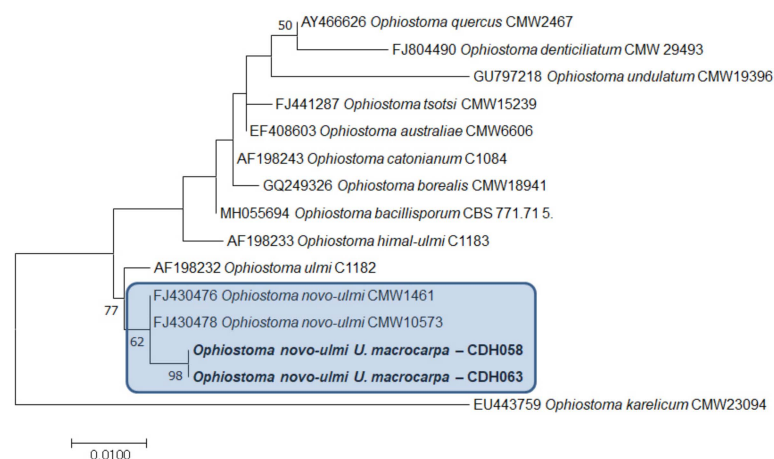 50
AY466626 Ophiostoma quercus CMW2467
FJ804490 Ophiostoma denticiliatum CMW 29493
GU797218 Ophiostoma undulatum CMW19396
FJ441287 Ophiostoma tsotsi CMW15239
EF408603 Ophiostoma australiae CMW6606
AF198243 Ophiostoma catonianum C1084
GQ249326 Ophiostoma borealis CMW18941
MH055694 Ophiostoma bacillisporum CBS 771.71 5.
AF198233 Ophiostoma himal-ulmi C1183
AF198232 Ophiostoma ulmi C1182
FJ430476 Ophiostoma novo-ulmi CMW1461
77
FJ430478 Ophiostoma novo-ulmi CMW10573
62
Ophiostoma novo-ulmi U. macrocarpa – CDH058
98
Ophiostoma novo-ulmi U. macrocarpa – CDH063
EU443759 Ophiostoma karelicum CMW23094
0.0100